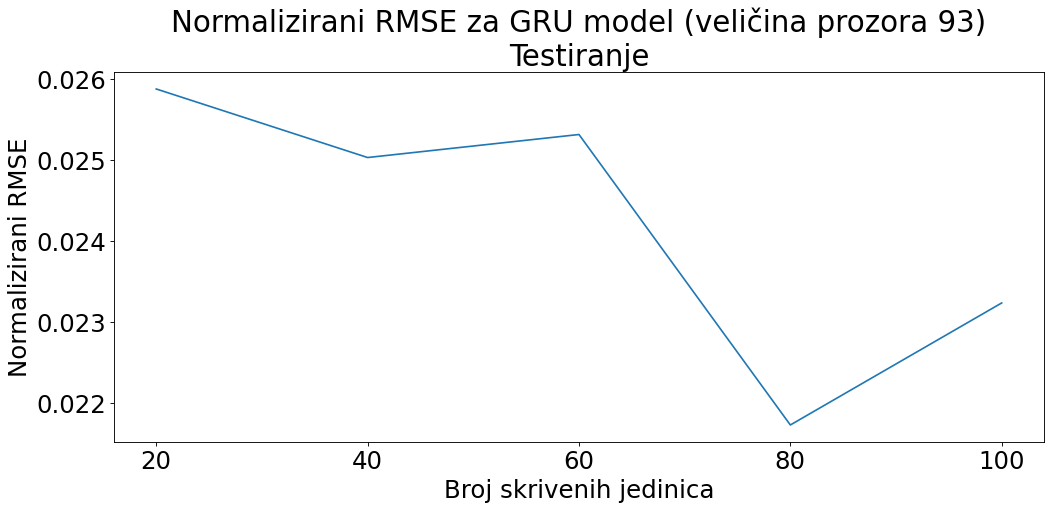 Normalizirani RMSE za GRU model (veličina prozora 93)
Testiranje
0.026
0.025
0.024
0.023
0.022
Normalizirani RMSE
20 40 60 80 100
Broj skrivenih jedinica